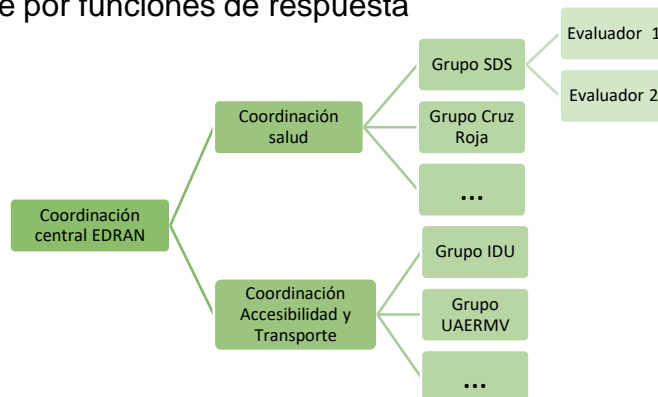 e por funciones de respuesta
Evaluador 1
Grupo SDS
Evaluador 2
Coordinación
salud
Grupo Cruz
Roja
...
Coordinación
central EDRAN
Grupo IDU
Coordinación
Accesibilidad y
Transporte
Grupo
UAERMV
...